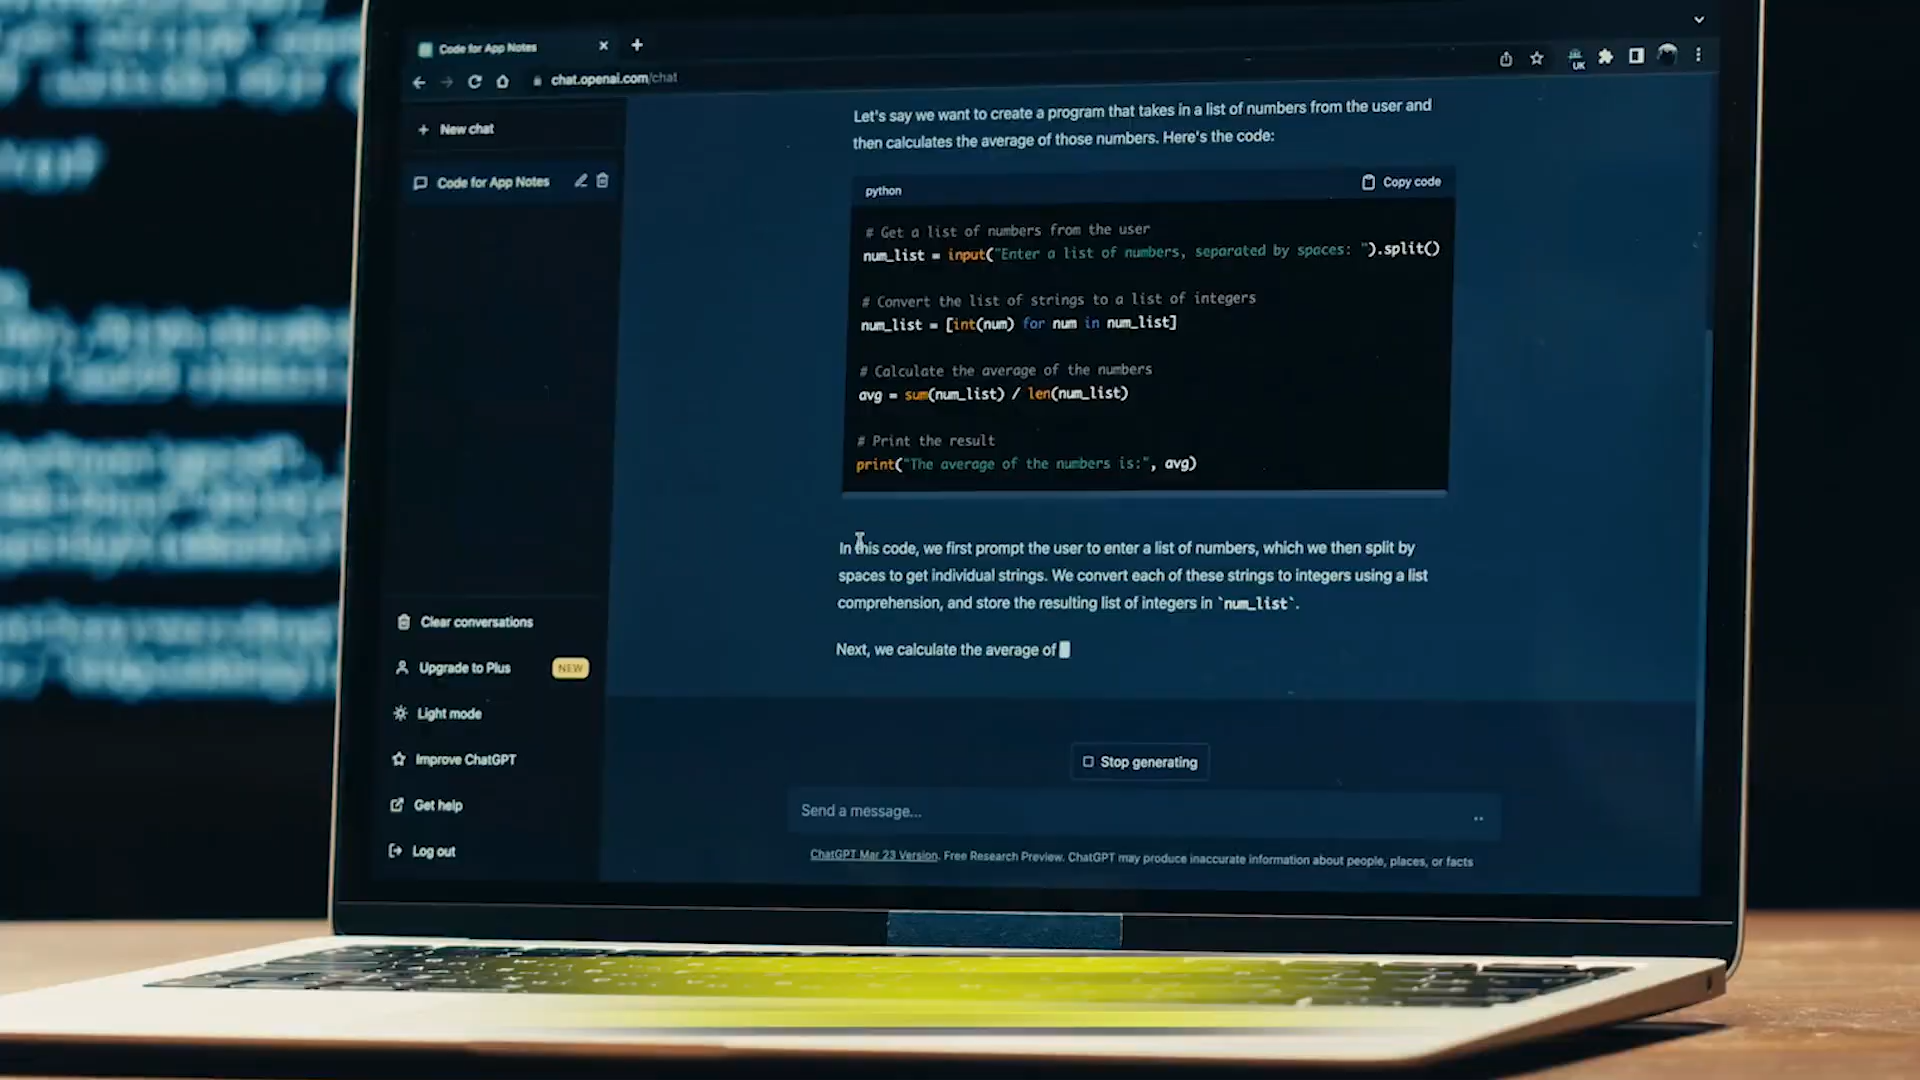 Code for App Notes
chat.openai.com/chat
UK
New chat
Code for App Notes
Let's say we want to create a program that takes in a list of numbers from the user and
then calculates the average of those numbers. Here's the code:
python
Copy code
# Get a list of numbers from the user
num_list = input("Enter a list of numbers, separated by spaces: ").split()
# Convert the list of strings to a list of integers
num_list = [int(num) for num in num_list]
# Calculate the average of the numbers
avg = sum(num_list) / len(num_list)
# Print the result
print("The average of the numbers is:", avg)
In this code, we first prompt the user to enter a list of numbers, which we then split by
spaces to get individual strings. We convert each of these strings to integers using a list
comprehension, and store the resulting list of integers in `num_list`.
Next, we calculate the average of
Clear conversations
Upgrade to Plus
NEW
Light mode
Improve ChatGPT
Get help
Log out
Stop generating
Send a message...
ChatGPT Mar 23 Version. Free Research Preview. ChatGPT may produce inaccurate information about people, places, or facts